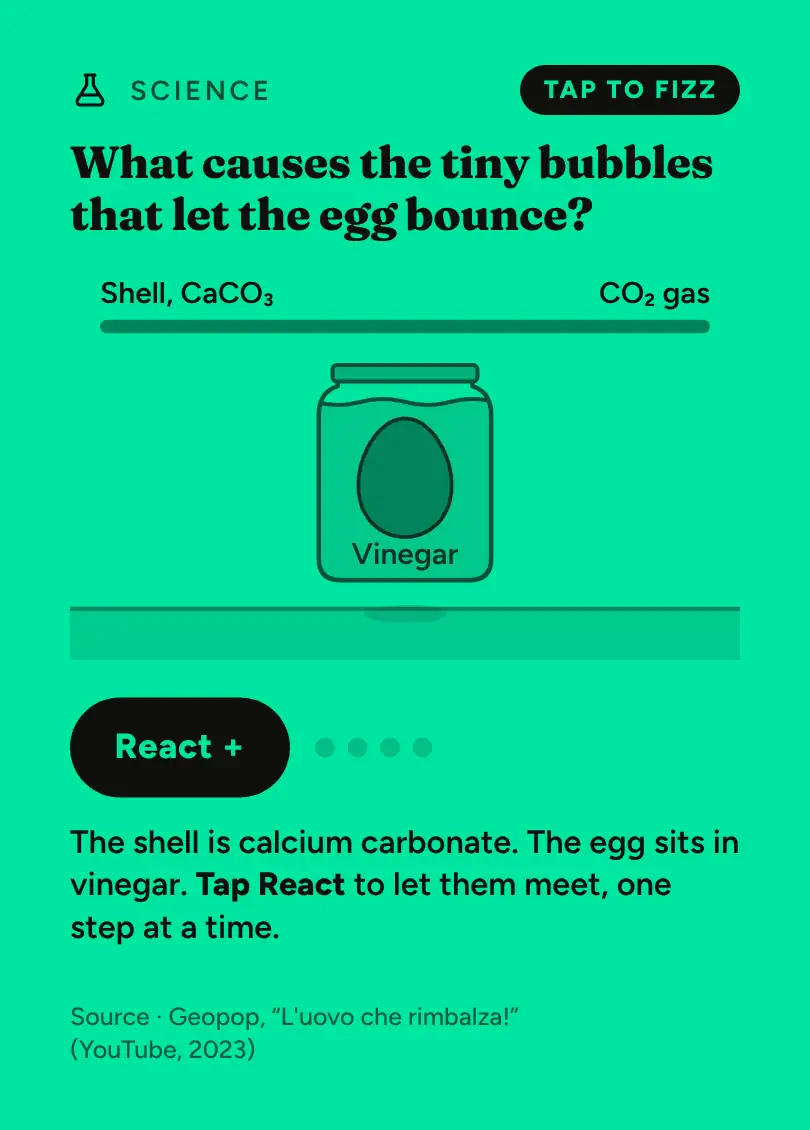 SCIENCE
TAP TO FIZZ
What causes the tiny bubbles
that let the egg bounce?
Shell, CaCO₃
CO₂ gas
Vinegar
React +
The shell is calcium carbonate. The egg sits in
vinegar. Tap React to let them meet, one
step at a time.
Source · Geopop, “L'uovo che rimbalza!”
(YouTube, 2023)